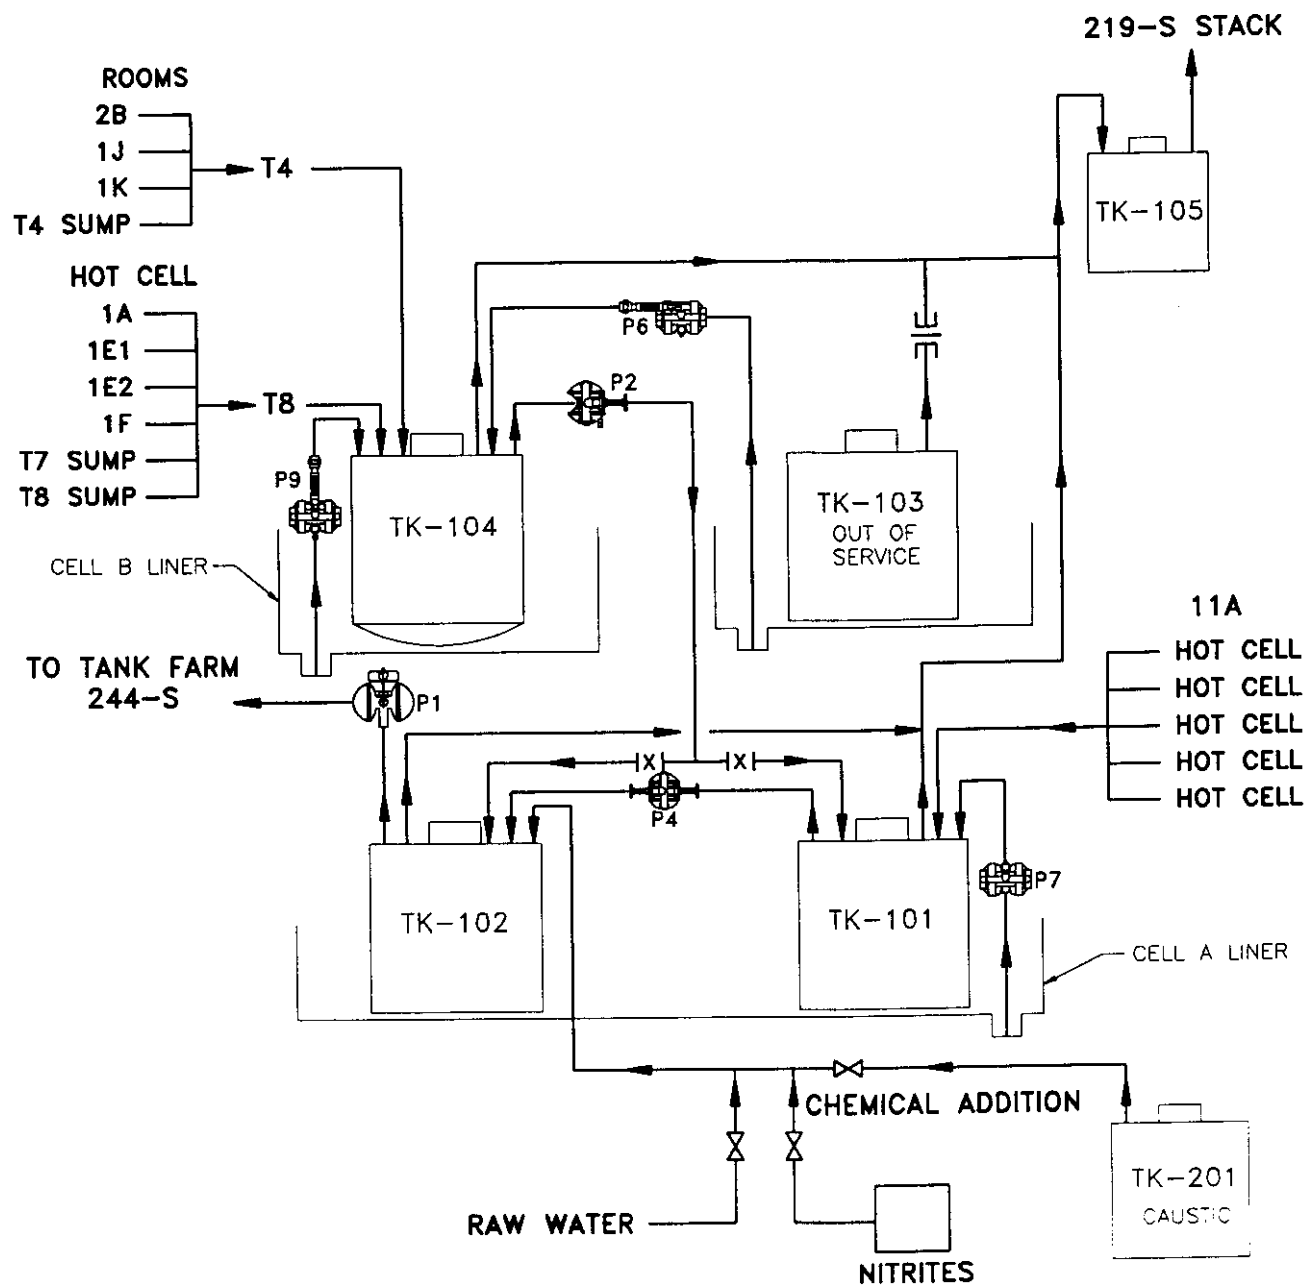 219-S STACK
ROOMS
2B
1J
1K
T4 SUMP
T4
TK-105
HOT CELL
1A
1E1
1E2
1F
T7 SUMP
T8 SUMP
T8
P6
P2
P9
TK-104
TK-103
OUT OF
SERVICE
CELL B LINER
11A
HOT CELL
HOT CELL
HOT CELL
HOT CELL
HOT CELL
TO TANK FARM
244-S
P1
X
X
P4
P7
TK-102
TK-101
CELL A LINER
CHEMICAL ADDITION
TK-201
CAUSTIC
RAW WATER
NITRITES